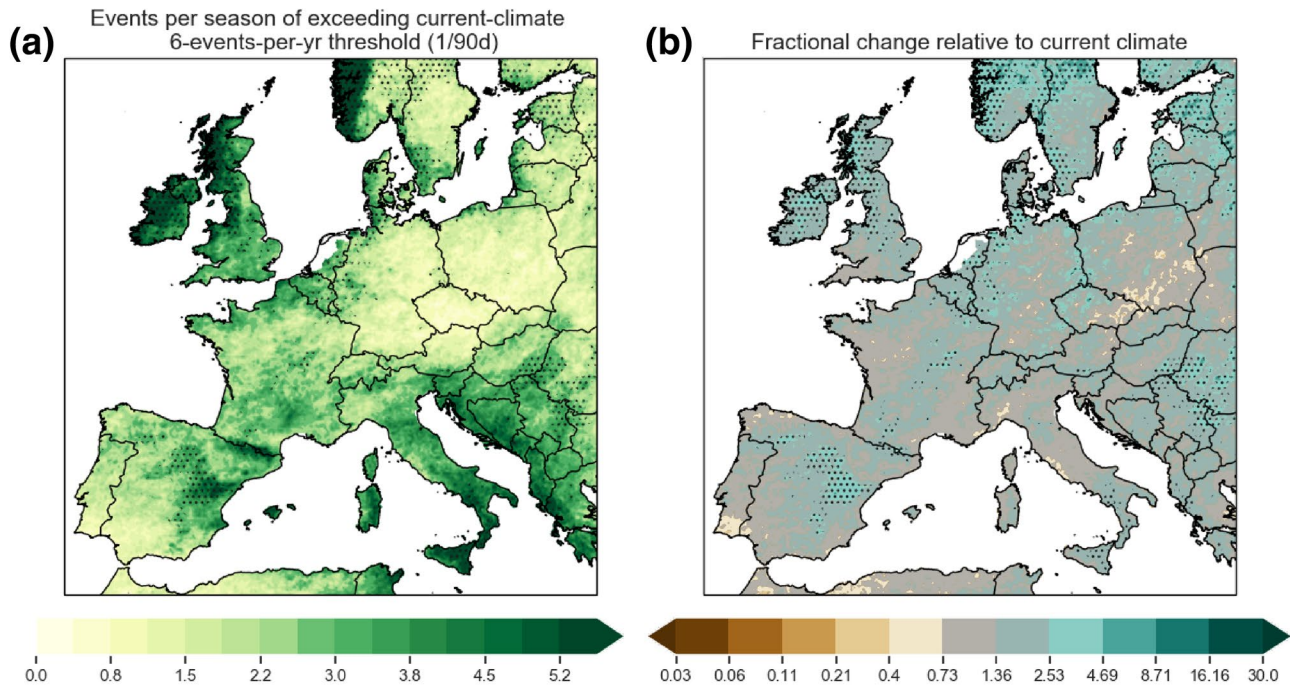 (a)
Events per season of exceeding current-climate
6-events-per-yr threshold (1/90d)
0.0 0.8 1.5 2.2 3.0 3.8 4.5 5.2
(b)
Fractional change relative to current climate
0.03 0.06 0.11 0.21 0.4 0.73 1.36 2.53 4.69 8.71 16.16 30.0